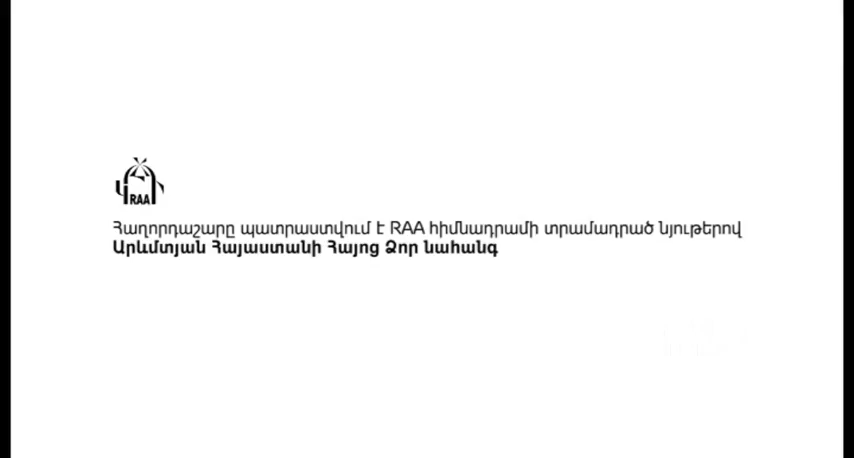 RAA
Հաղորդաշարը պատրաստվում է RAA հիմնադրամի տրամադրած նյութերով
Արևմտյան Հայաստանի Հայոց Ձոր նահանգ